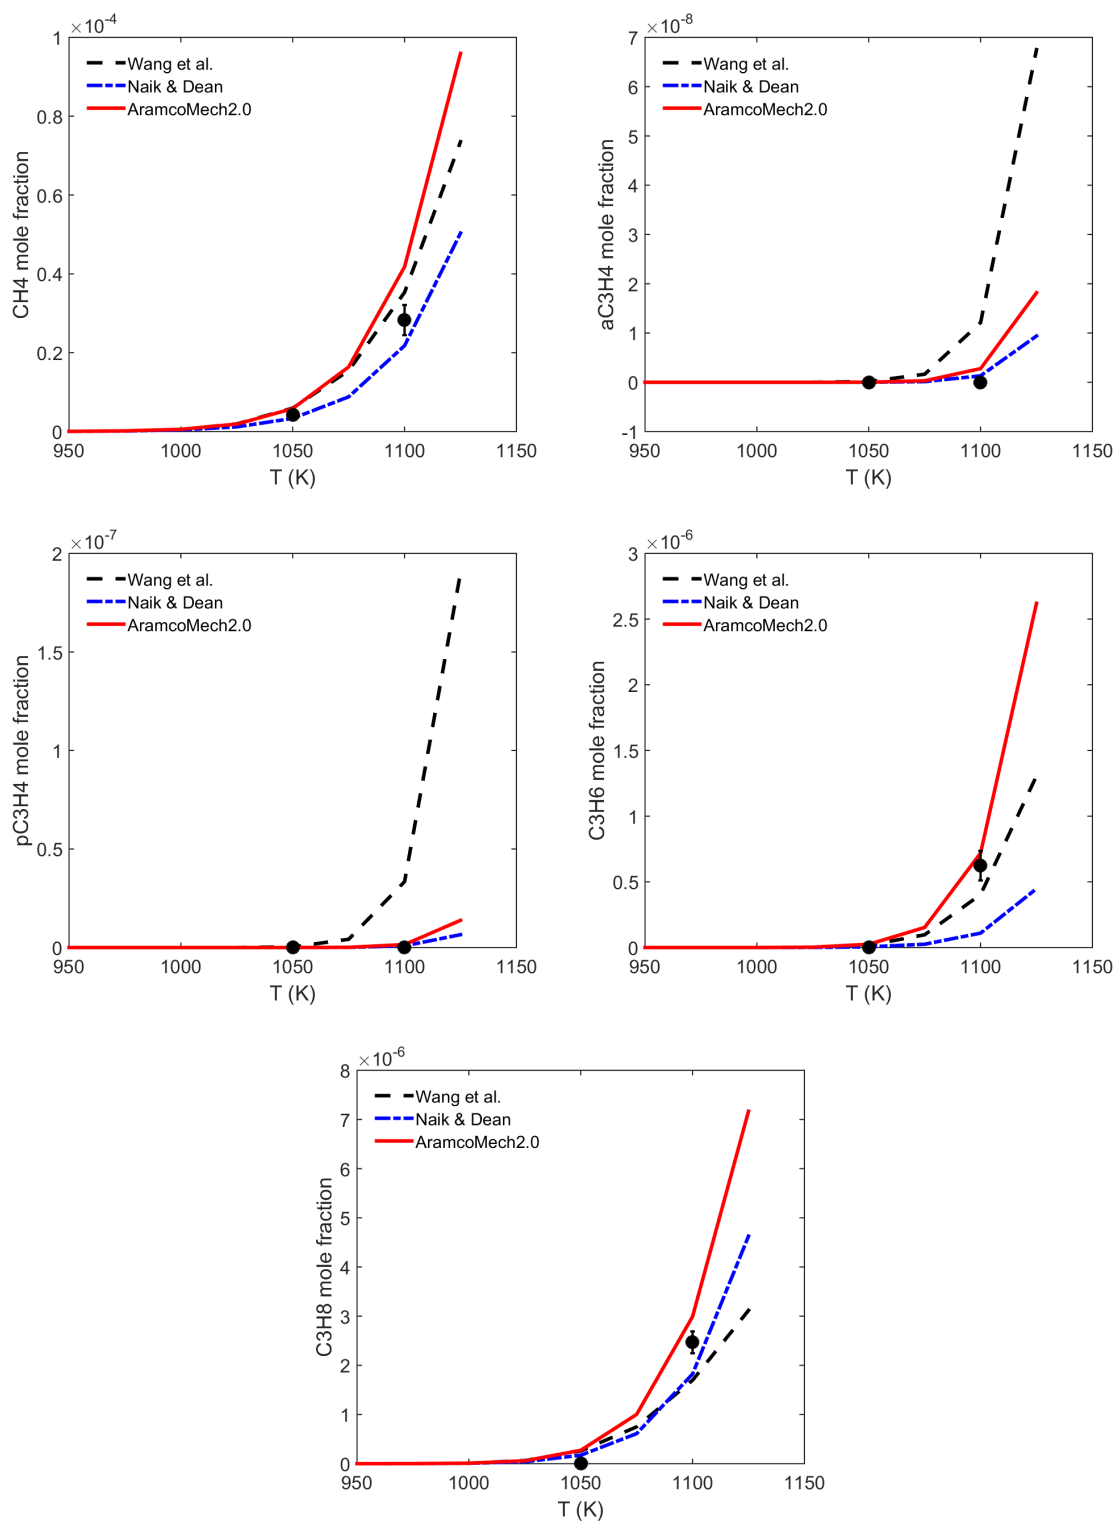 ×10-4
1
0.8
0.6
0.4
0.2
0
CH4 mole fraction
Wang et al.
Naik & Dean
AramcoMech2.0
950 1000 1050 1100 1150
T (K)
×10-8
7
6
5
4
3
2
1
0
-1
aC3H4 mole fraction
Wang et al.
Naik & Dean
AramcoMech2.0
950 1000 1050 1100 1150
T (K)
×10-7
2
1.5
1
0.5
0
pC3H4 mole fraction
Wang et al.
Naik & Dean
AramcoMech2.0
950 1000 1050 1100 1150
T (K)
×10-6
3
2.5
2
1.5
1
0.5
0
C3H6 mole fraction
Wang et al.
Naik & Dean
AramcoMech2.0
950 1000 1050 1100 1150
T (K)
×10-6
8
7
6
5
4
3
2
1
0
C3H8 mole fraction
Wang et al.
Naik & Dean
AramcoMech2.0
950 1000 1050 1100 1150
T (K)